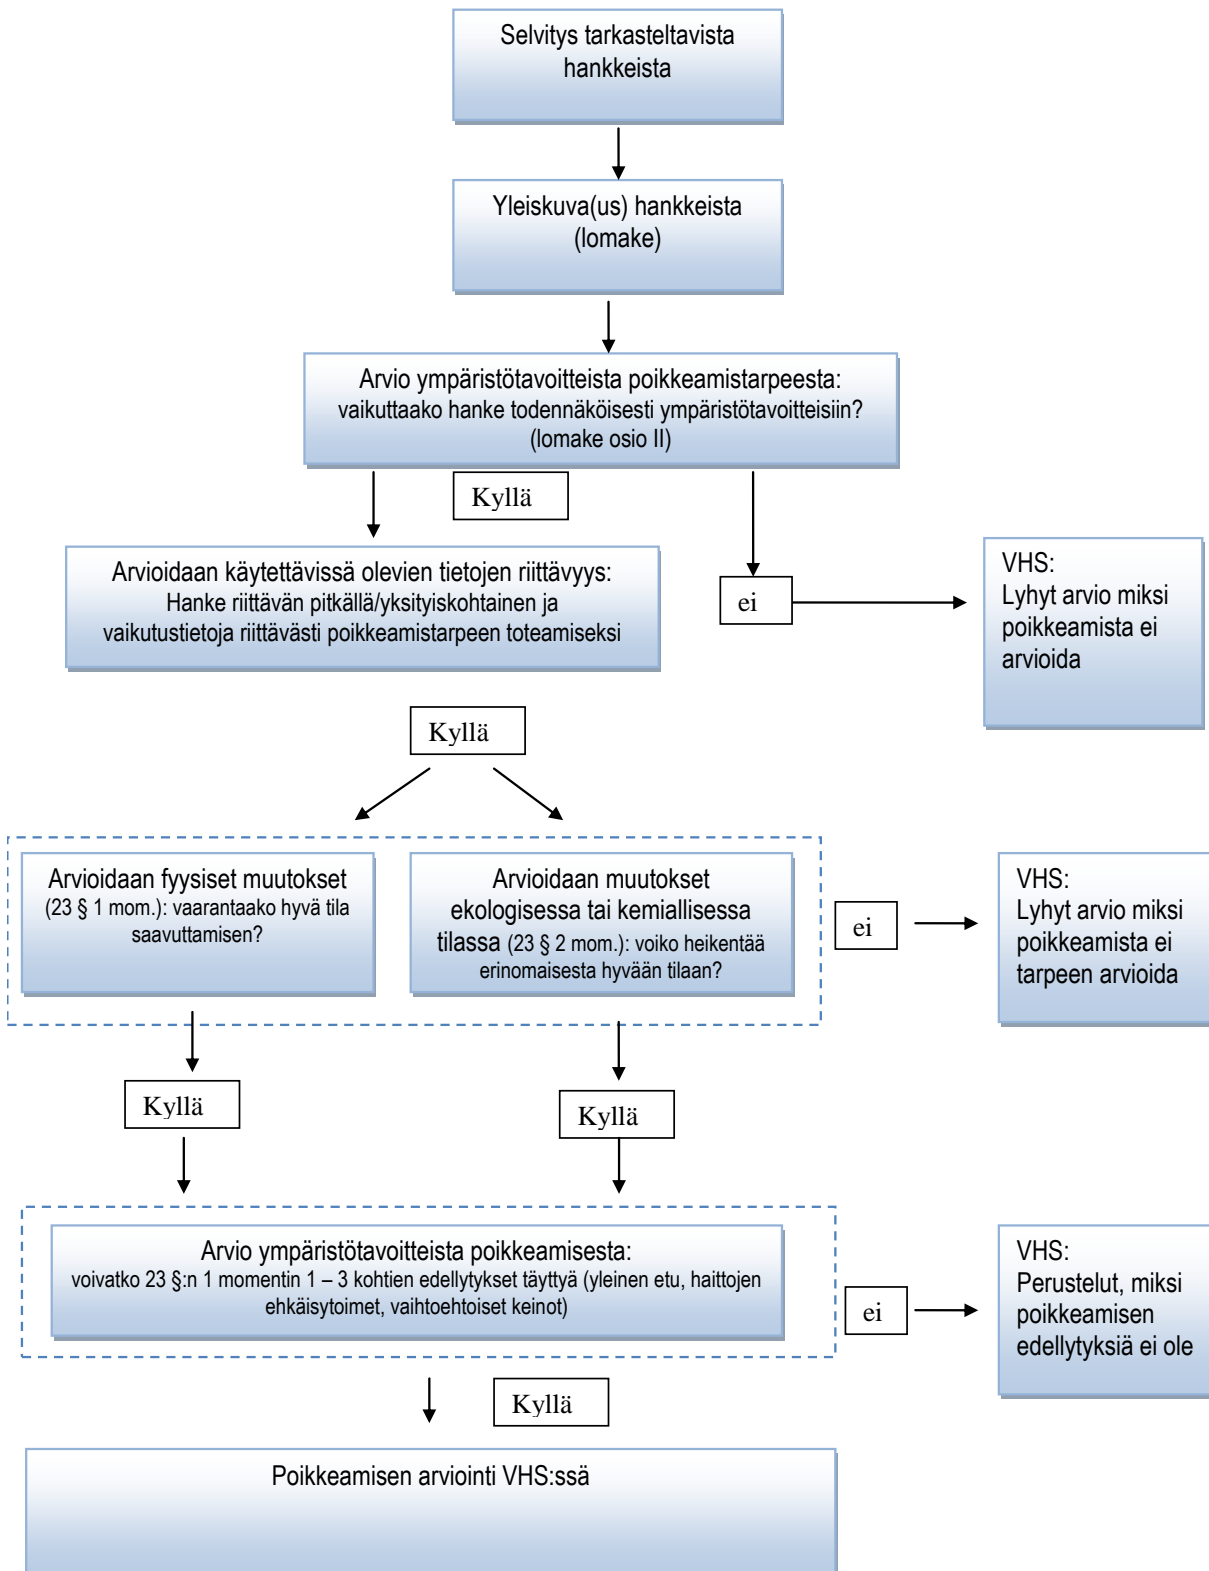 Selvitys tarkasteltavista
hankkeista
Yleiskuva(us) hankkeista
(lomake)
Arvio ympäristötavoitteista poikkeamistarpeesta:
vaikuttaako hanke todennäköisesti ympäristötavoitteisiin?
(lomake osio II)
Kyllä
Arvioidaan käytettävissä olevien tietojen riittävyys:
Hanke riittävän pitkällä/yksityiskohtainen ja
vaikutustietoja riittävästi poikkeamistarpeen toteamiseksi
ei
VHS:
Lyhyt arvio miksi
poikkeamista ei
arvioida
Kyllä
Arvioidaan fyysiset muutokset
(23 § 1 mom.): vaarantaako hyvä tila
saavuttamisen?
Arvioidaan muutokset
ekologisessa tai kemiallisessa
tilassa (23 § 2 mom.): voiko heikentää
erinomaisesta hyvään tilaan?
ei
VHS:
Lyhyt arvio miksi
poikkeamista ei
tarpeen arvioida
Kyllä
Kyllä
Arvio ympäristötavoitteista poikkeamisesta:
voivatko 23 §:n 1 momentin 1 – 3 kohtien edellytykset täyttyä (yleinen etu, haittojen
ehkäisytoimet, vaihtoehtoiset keinot)
ei
VHS:
Perustelut, miksi
poikkeamisen
edellytyksiä ei ole
Kyllä
Poikkeamisen arviointi VHS:ssä